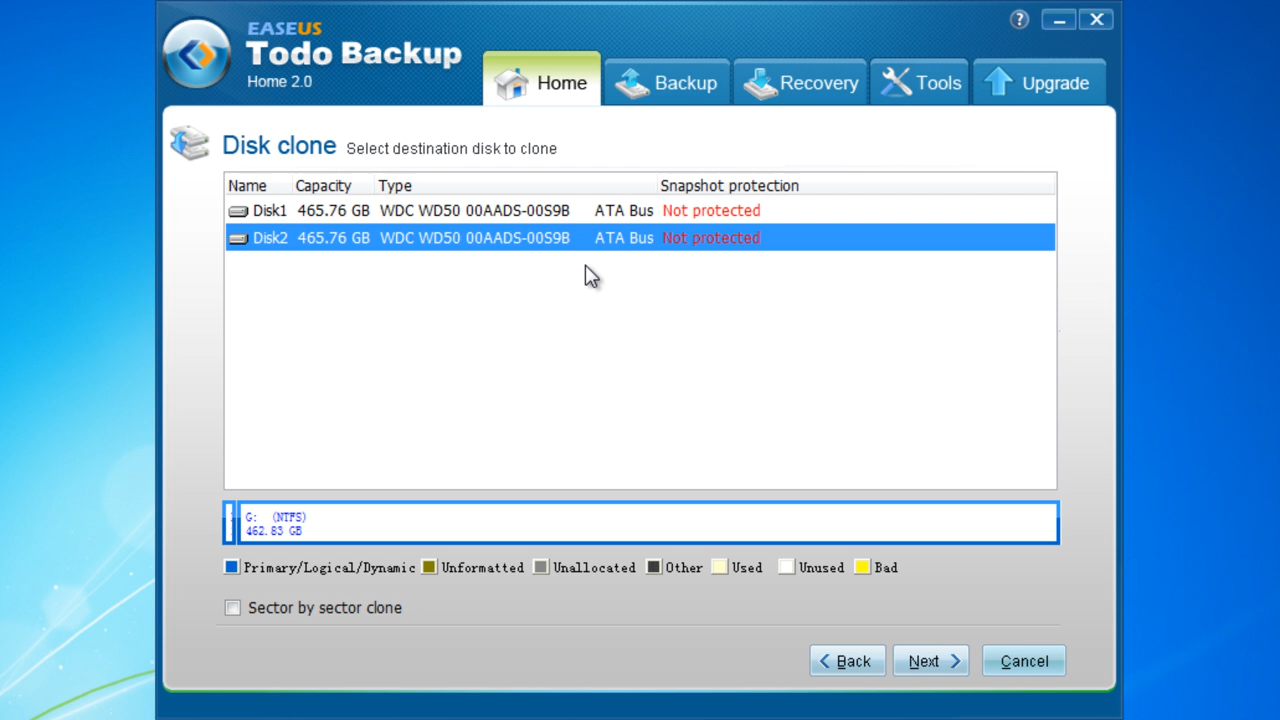 EASEUS
Todo Backup
Home 2.0
?
Home Backup Recovery Tools Upgrade
Disk clone Select destination disk to clone
Name Capacity Type Snapshot protection
Disk1 465.76 GB WDC WD50 00AADS-00S9B ATA Bus Not protected
Disk2 465.76 GB WDC WD50 00AADS-00S9B ATA Bus Not protected
G: (NTFS)
462.83 GB
Primary/Logical/Dynamic Unformatted Unallocated Other Used Unused Bad
Sector by sector clone
Back Next Cancel